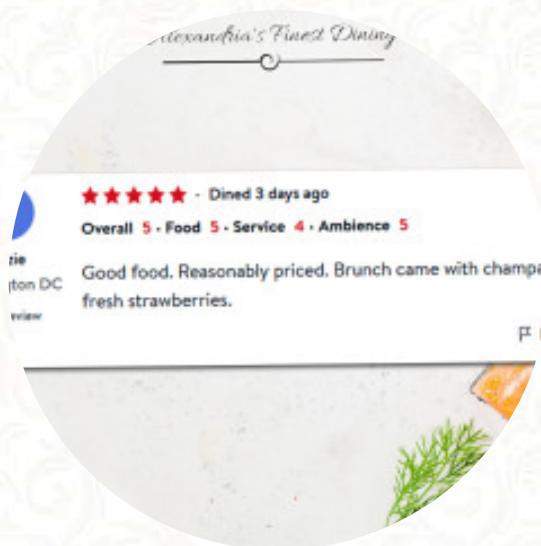 Alexandria's Finest Dining
Dined 3 days ago
Overall 5 · Food 5 · Service 4 · Ambience 5
DC
Good food. Reasonably priced. Brunch came with
fresh strawberries.